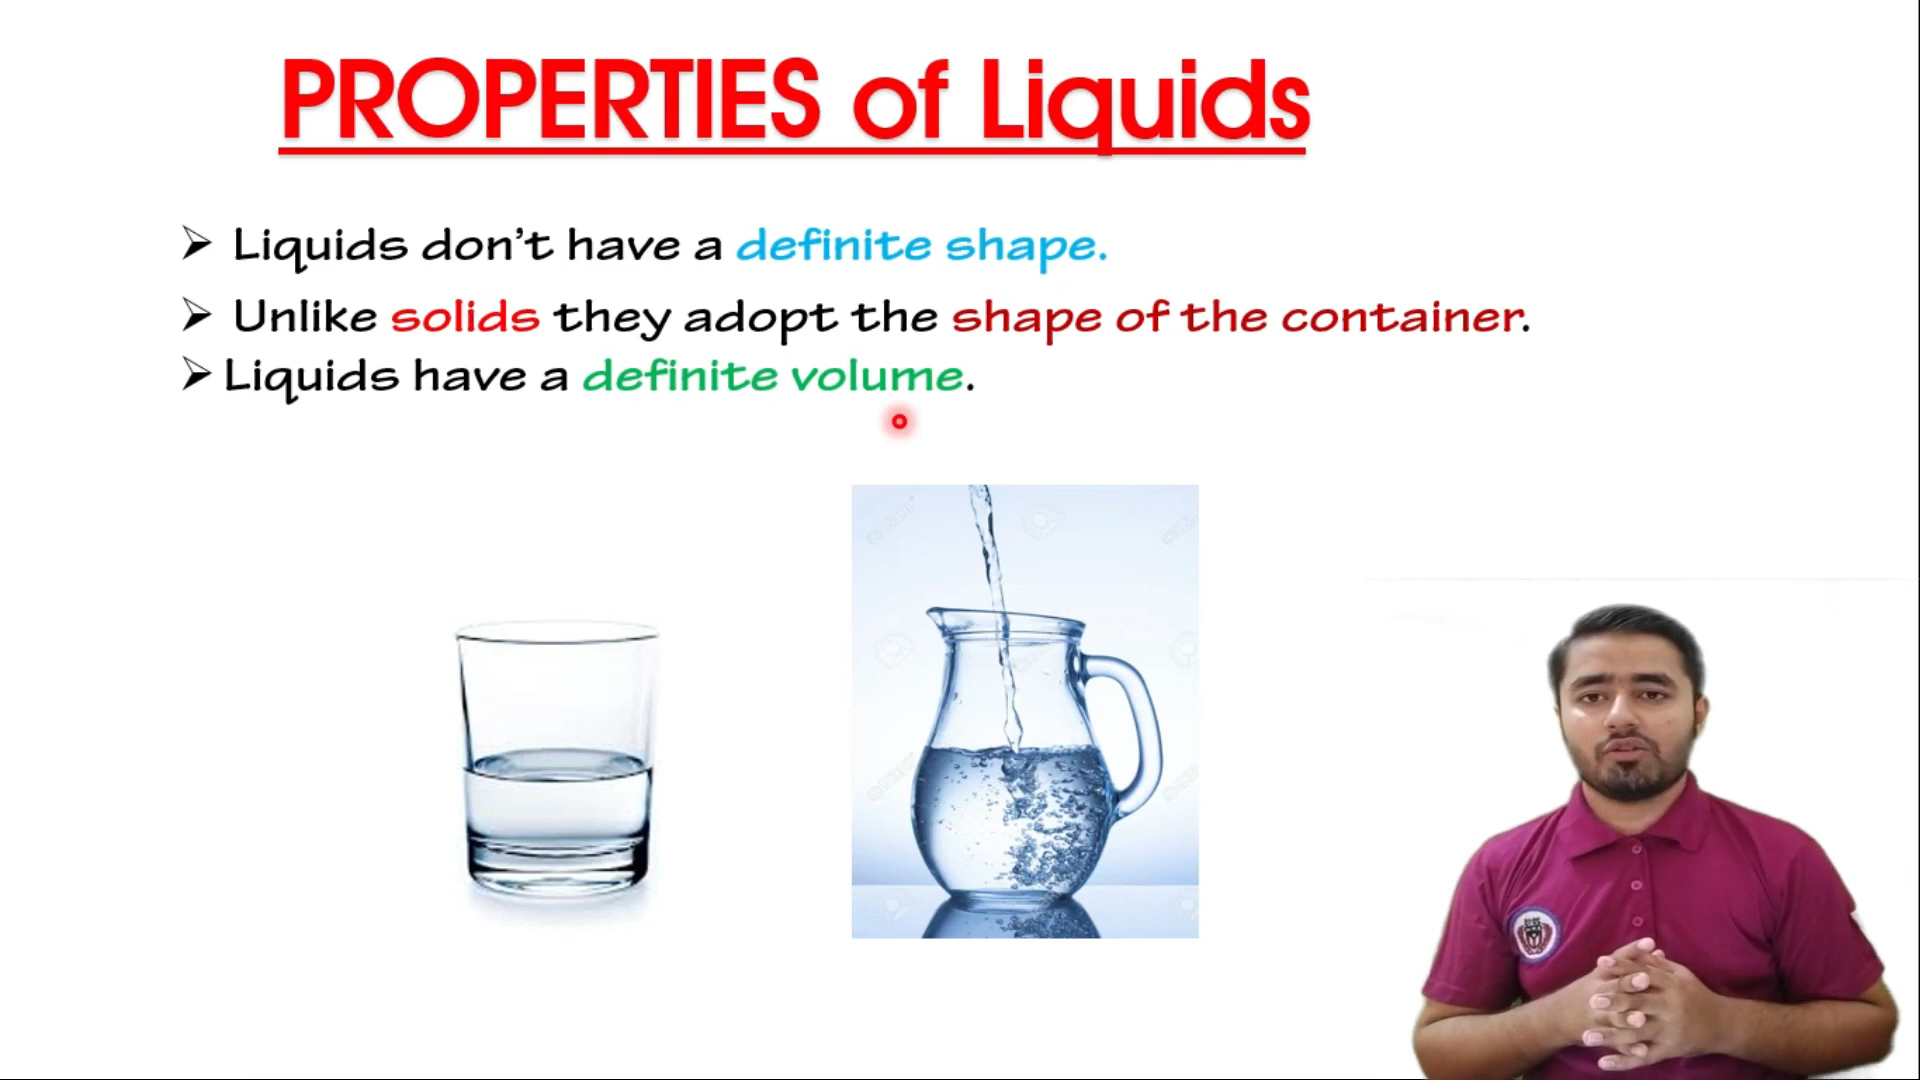 PROPERTIES of Liquids
➢ Liquids don't have a definite shape.
➢ Unlike solids they adopt the shape of the container.
➢ Liquids have a definite volume.